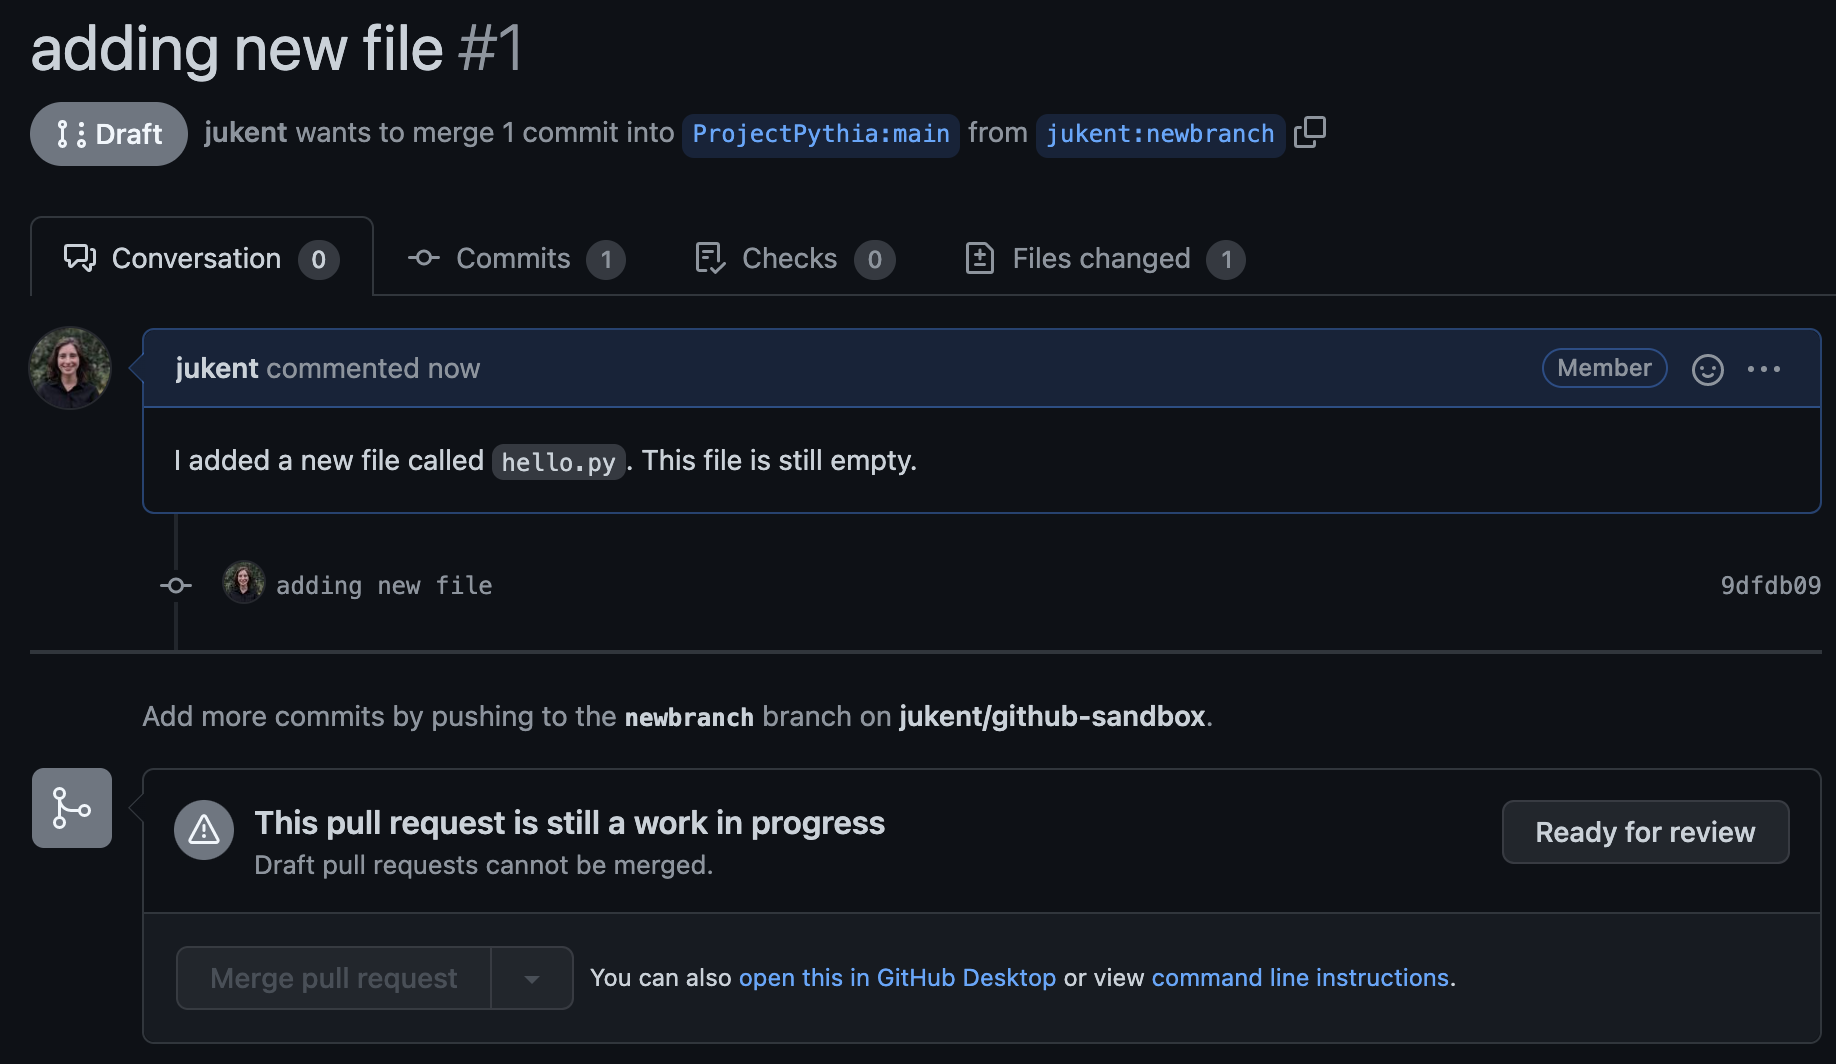 adding new file #1
Draft jukent wants to merge 1 commit into ProjectPythia:main from jukent:newbranch
Conversation 0 Commits 1 Checks 0 Files changed 1
jukent commented now Member
I added a new file called hello.py. This file is still empty.
adding new file 9dfdb09
Add more commits by pushing to the newbranch branch on jukent/github-sandbox.
This pull request is still a work in progress
Draft pull requests cannot be merged.
Ready for review
Merge pull request You can also open this in GitHub Desktop or view command line instructions.